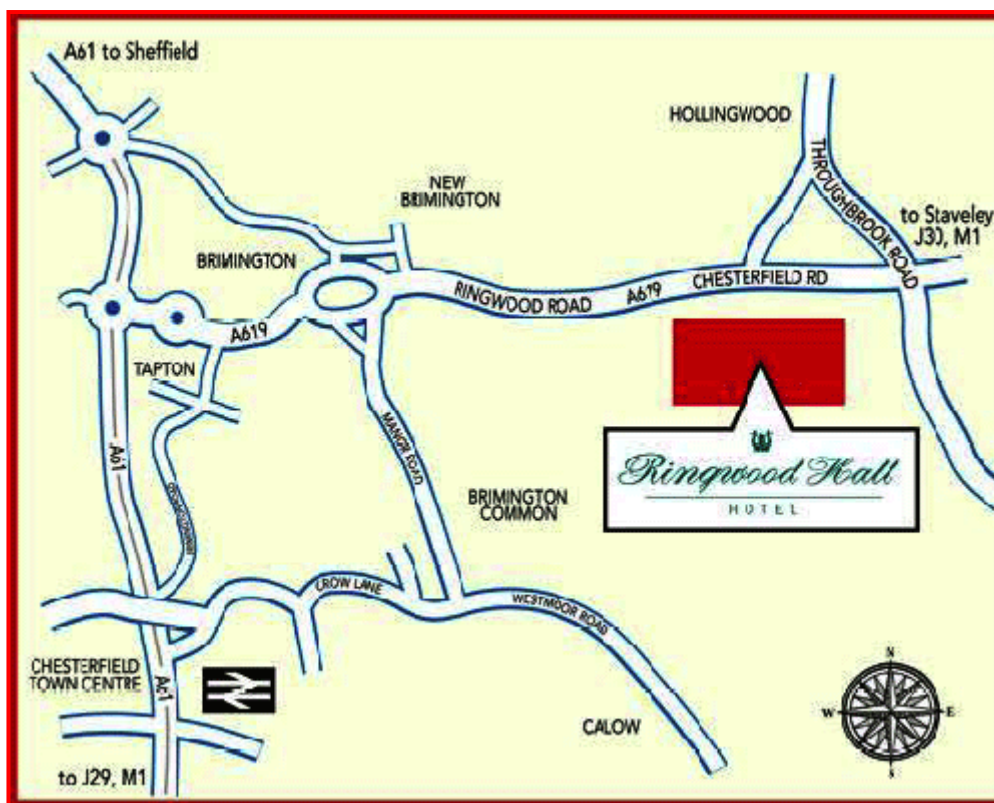 A61 to Sheffield
HOLLINGWOOD
THROUGHBROOK ROAD
NEW
BRIMINGTON
to Staveley
J30, M1
BRIMINGTON
RINGWOOD ROAD
A619
CHESTERFIELD RD
A619
TAPTON
MANOR ROAD
A61
Ringwood Hall
HOTEL
BRIMINGTON
COMMON
CROW LANE
WESTMOOR ROAD
CHESTERFIELD
TOWN CENTRE
A61
N
W
E
S
CALOW
to J29, M1